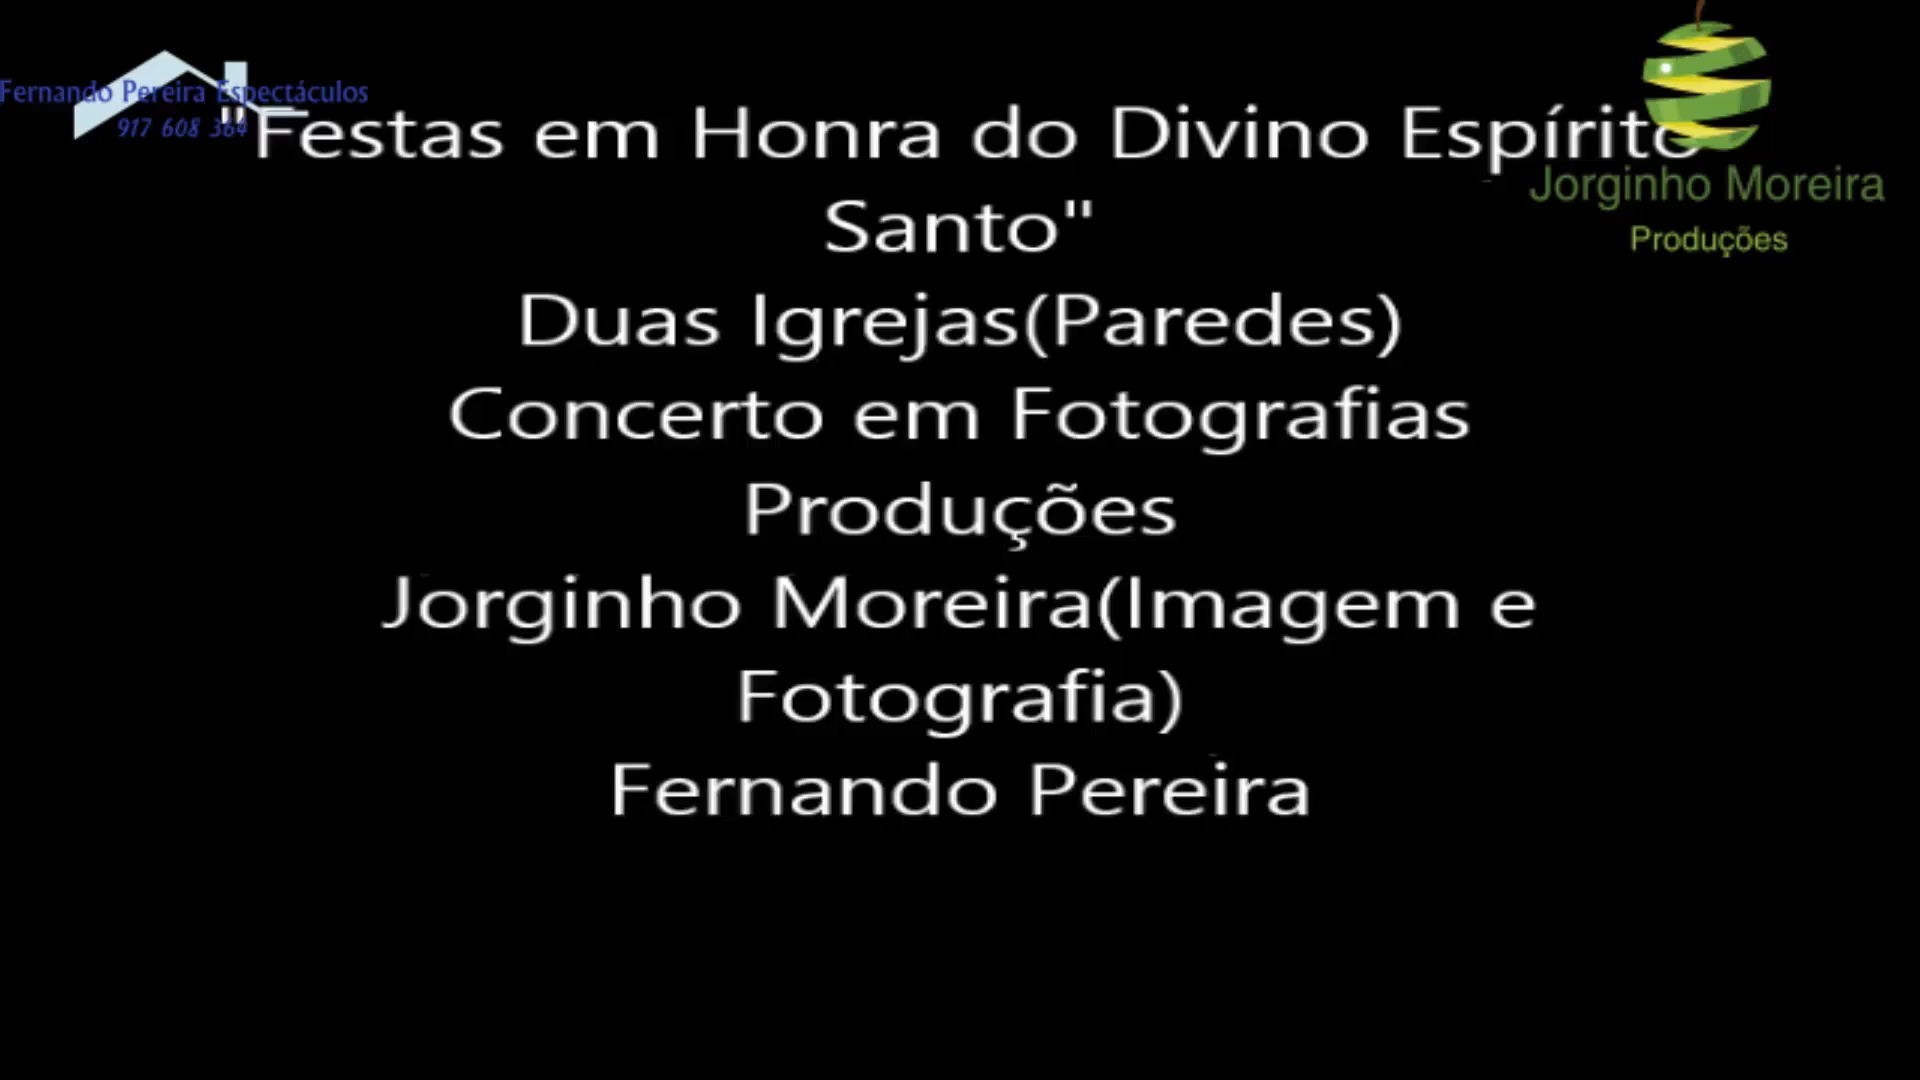 Fernando Pereira Espectáculos
917 608 364
"Festas em Honra do Divino Espírito
Santo"
Duas Igrejas(Paredes)
Concerto em Fotografias
Produções
Jorginho Moreira(Imagem e
Fotografia)
Fernando Pereira
Jorginho Moreira
Produções